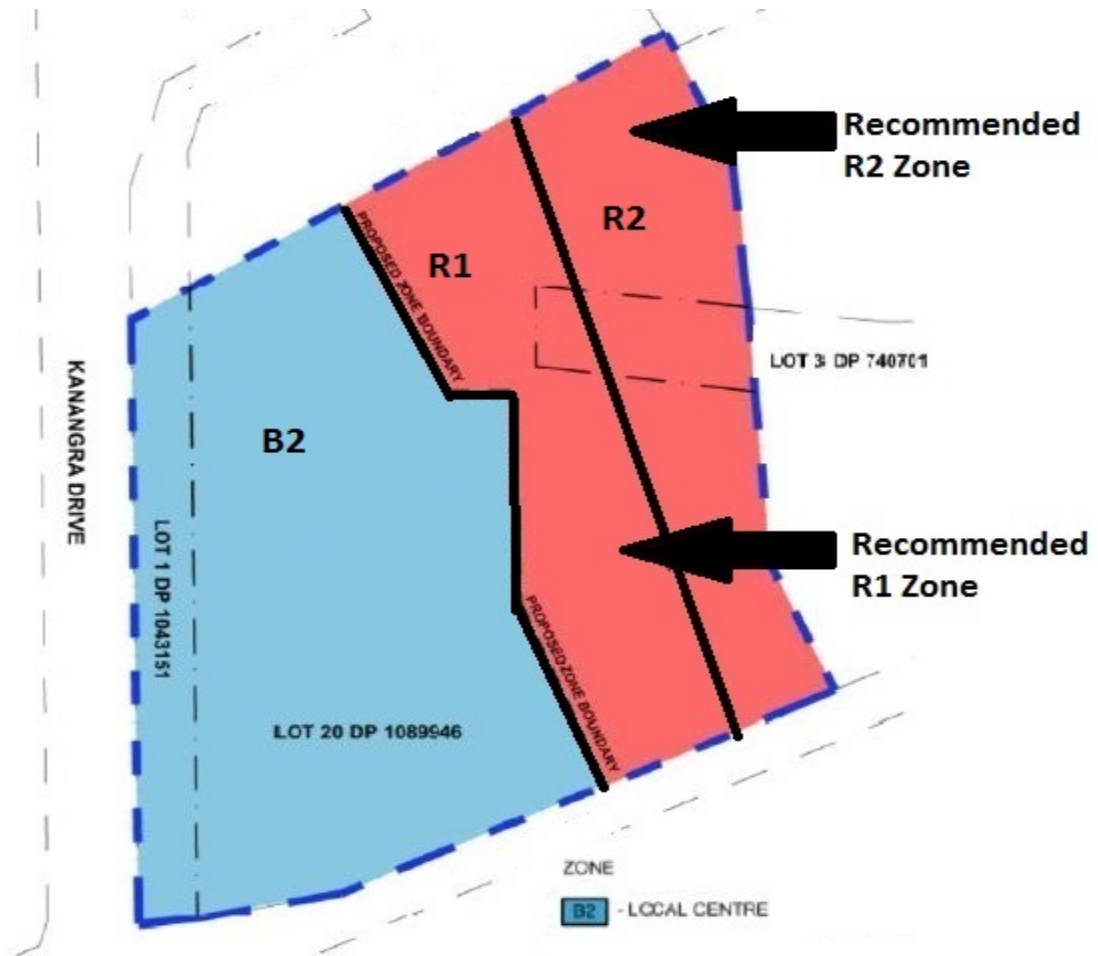 Recommended
R2 Zone
R2
R1
PROPOSED ZONE BOUNDARY
LOT 3 DP 740701
KANANGRA DRIVE
B2
LOT 1 DP 1043151
Recommended
R1 Zone
PROPOSED ZONE BOUNDARY
LOT 20 DP 1089946
ZONE
B2 - LOCAL CENTRE